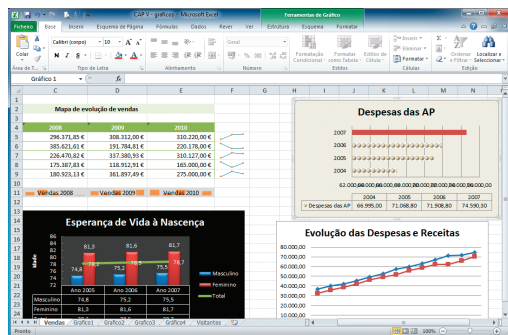 CAP V - graficos - Microsoft Excel
Ferramentas de Gráfico
Ficheiro Base Inserir Esquema de Página Fórmulas Dados Rever Ver Estrutura Esquema Formatar
Calibri (corpo) 10
Geral
Colar
N I S
Formatação Condicional
Formatar como Tabela
Estilos de Célula
Inserir
Eliminar
Formatar
Ordenar e Filtrar
Localizar e Selecionar
Área de T... Tipo de Letra Alinhamento Número Estilos Células Edição
Gráfico 1 fx
C D E F G H I J K L M N
Mapa de evolução de vendas
2008 2009 2010
296.371,85 € 308.312,00 € 310.220,00 €
385.621,61 € 191.784,81 € 220.178,00 €
226.470,82 € 337.380,93 € 310.127,00 €
175.387,83 € 118.912,91 € 165.000,00 €
180.923,13 € 361.897,49 € 275.000,00 €
Vendas 2008 Vendas 2009 Vendas 2010
Despesas das AP
2007
2006
2005
2004
2004 2005 2006 2007
Despesas das AP 66.995,00 71.068,80 71.908,80 74.590,30
Esperança de Vida à Nascença
Idade
86
84
82
80
78
76
74
72
81,3 81,6 81,7
74,8 75,2 75,5
Ano 2005 Ano 2006 Ano 2007
Masculino 74,8 75,2 75,5
Feminino 81,3 81,6 81,7
Masculino
Feminino
Total
Evolução das Despesas e Receitas
80.000,00
70.000,00
60.000,00
50.000,00
40.000,00
30.000,00
20.000,00
10.000,00
Vendas Grafico1 Grafico2 Grafico3 Gráfico4 Visitantes
Pronto 100%